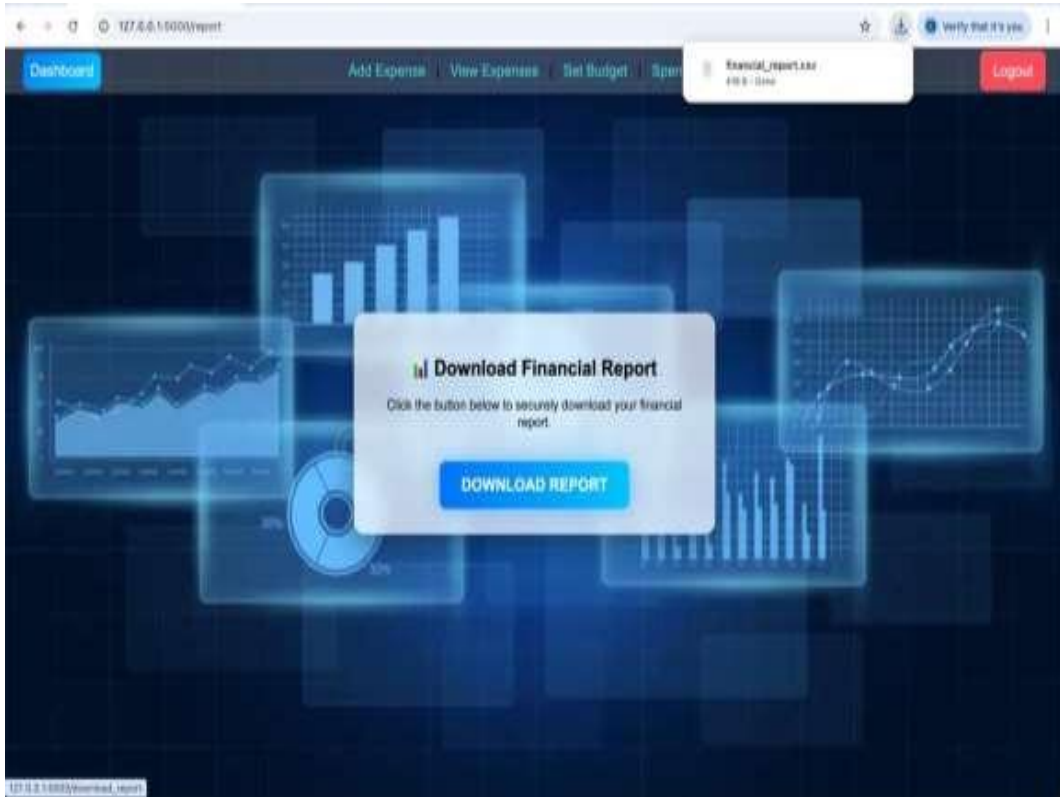 127.0.0.1:5000/report
Verify that it's you
Dashboard
Add Expense
View Expenses
Set Budget
financial_report.csv
Logout
Download Financial Report
Click the button below to securely download your financial
report
DOWNLOAD REPORT
127.0.0.1:5000/download_report